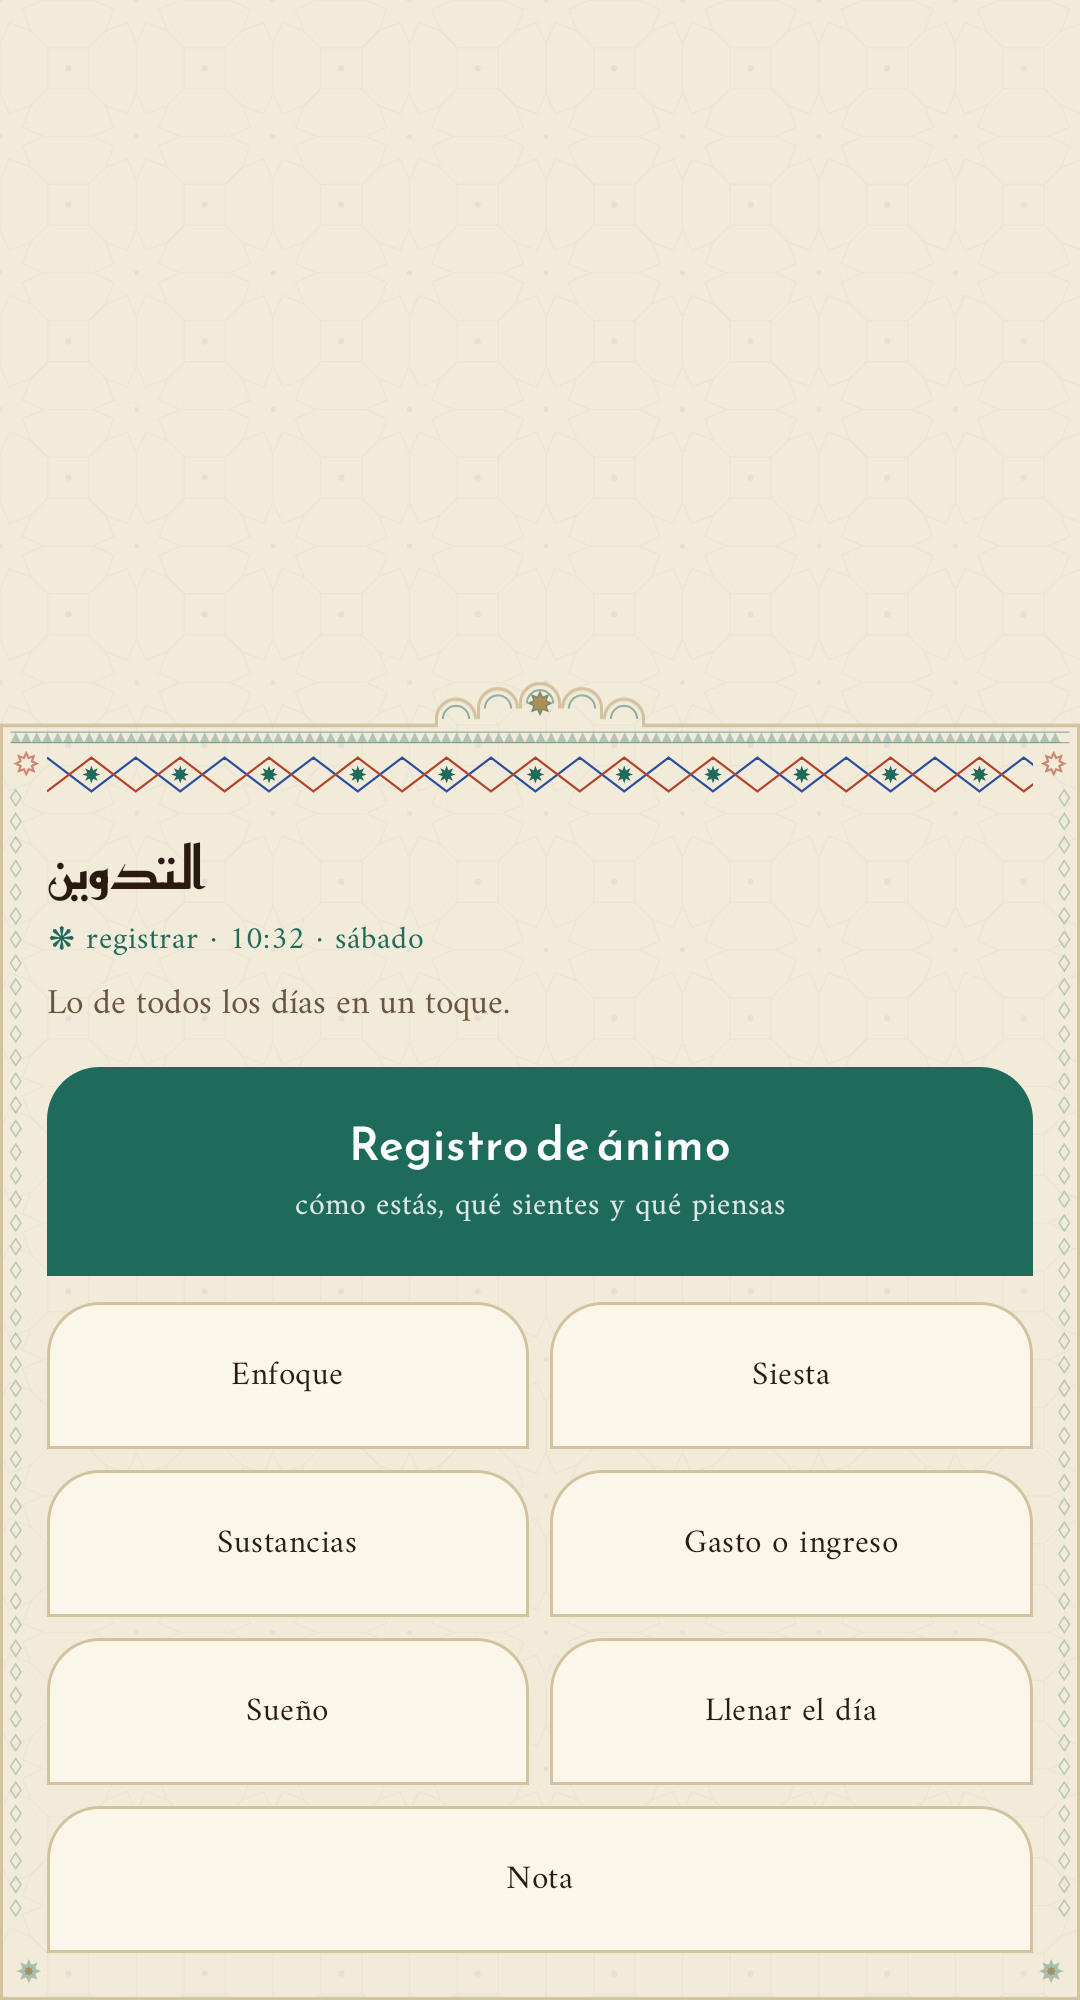 التدوين
❋ registrar · 10:32 · sábado
Lo de todos los días en un toque.
Registro de ánimo
cómo estás, qué sientes y qué piensas
Enfoque
Siesta
Sustancias
Gasto o ingreso
Sueño
Llenar el día
Nota